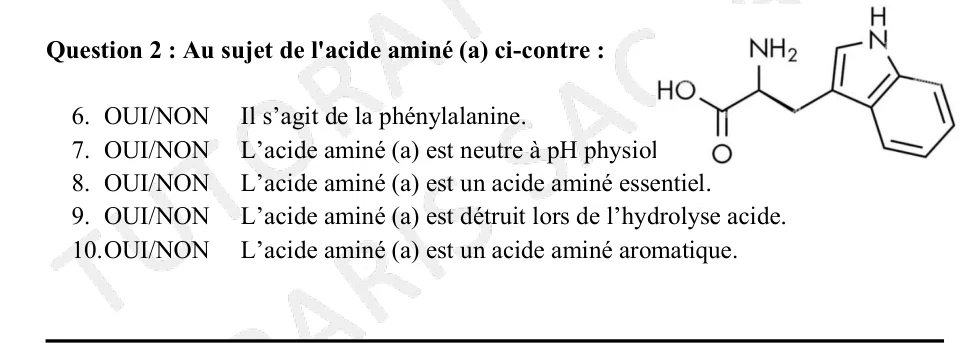 Question 2 : Au sujet de l'acide aminé (a) ci-contre :
6. OUI/NON Il s'agit de la phénylalanine.
7. OUI/NON L'acide aminé (a) est neutre à pH physiol
8. OUI/NON L'acide aminé (a) est un acide aminé essentiel.
9. OUI/NON L'acide aminé (a) est détruit lors de l'hydrolyse acide.
10.OUI/NON L'acide aminé (a) est un acide aminé aromatique.
H
N
NH₂
HO
O
TUTORAT
PARIS SAC